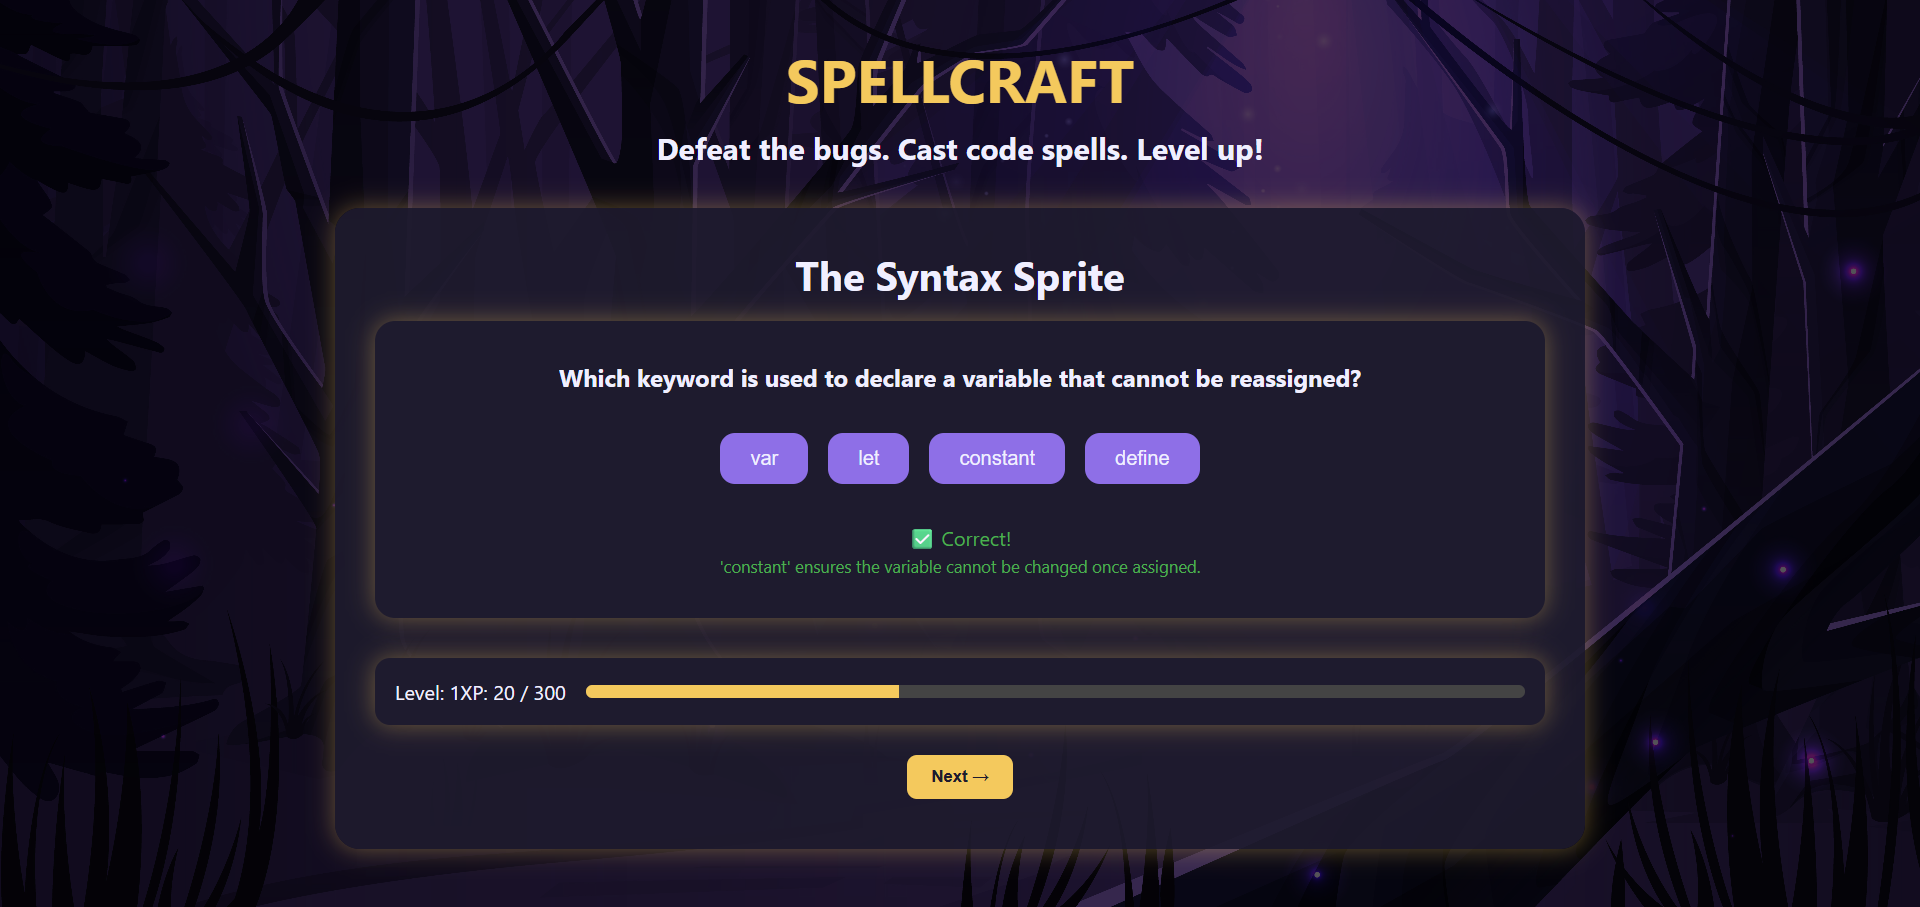 SPELLCRAFT
Defeat the bugs. Cast code spells. Level up!
The Syntax Sprite
Which keyword is used to declare a variable that cannot be reassigned?
var let constant define
✅ Correct!
'constant' ensures the variable cannot be changed once assigned.
Level: 1XP: 20 / 300
Next →